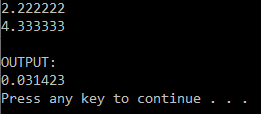 2.222222
4.333333
OUTPUT:
0.031423
Press any key to continue . . .